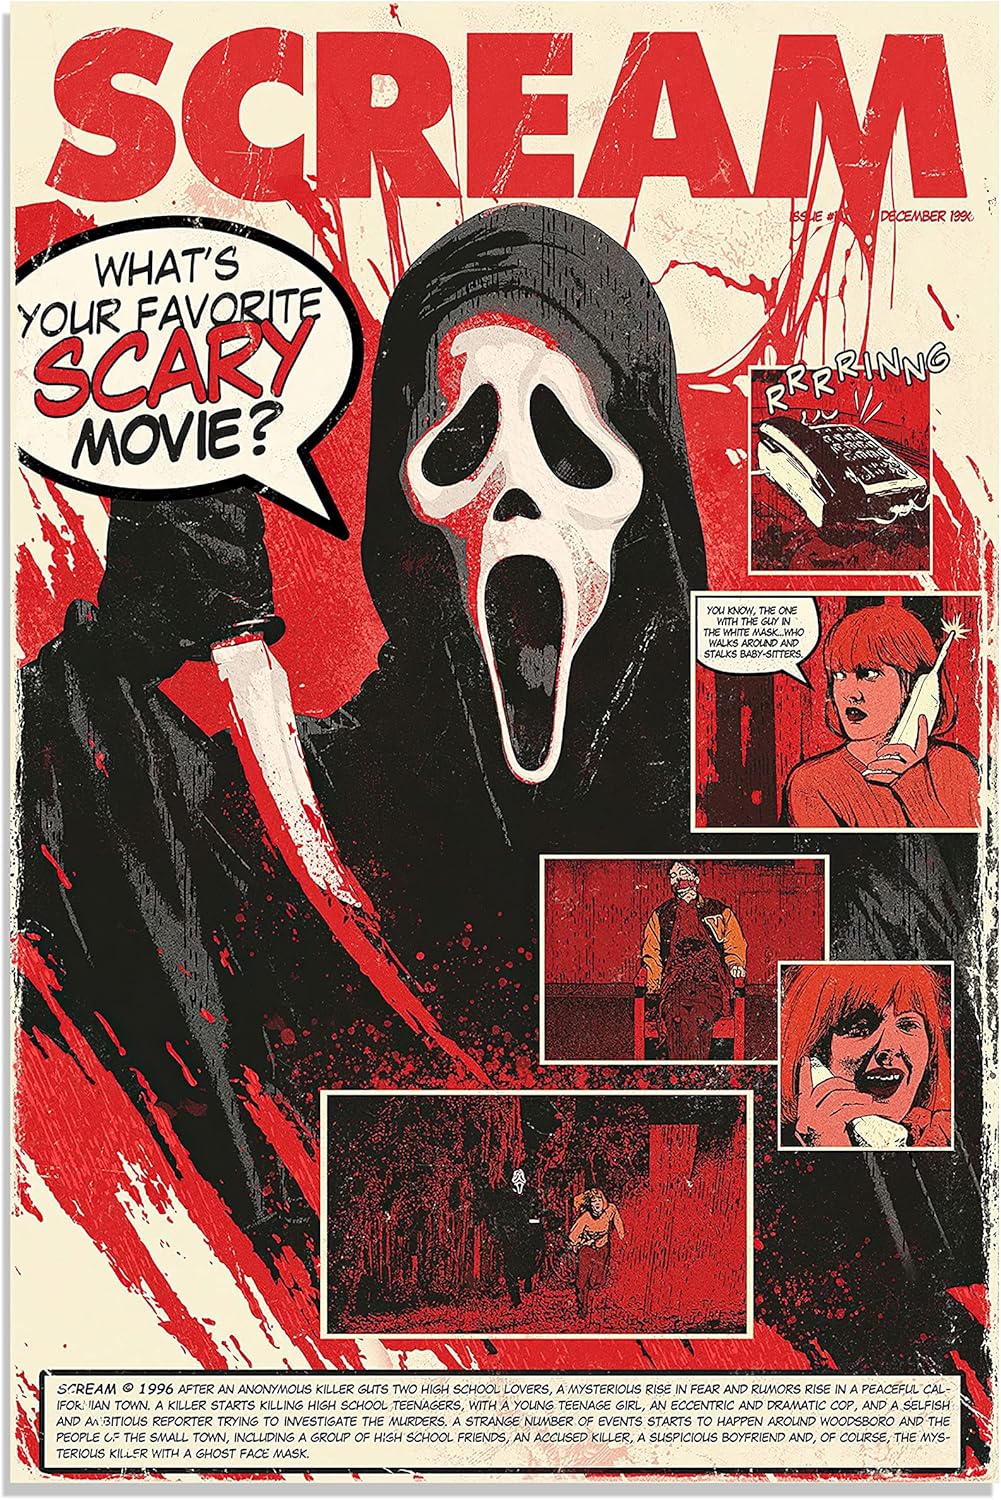 SCREAM
ISSUE #1
DECEMBER 199
WHAT'S
YOUR FAVORITE
SCARY
MOVIE?
RRRRINNG
YOU KNOW, THE ONE
WITH THE GUY IN
THE WHITE MASK...WHO
WALKS AROUND AND
STALKS BABY-SITTERS.
SCREAM © 1996 AFTER AN ANONYMOUS KILLER GUTS TWO HIGH SCHOOL LOVERS, A MYSTERIOUS RISE IN FEAR AND RUMORS RISE IN A PEACEFUL CAL-
IFORNIAN TOWN. A KILLER STARTS KILLING HIGH SCHOOL TEENAGERS, WITH A YOUNG TEENAGE GIRL, AN ECCENTRIC AND DRAMATIC COP, AND A SELFISH
AND AMBITIOUS REPORTER TRYING TO INVESTIGATE THE MURDERS. A STRANGE NUMBER OF EVENTS STARTS TO HAPPEN AROUND WOODSBORO AND THE
PEOPLE OF THE SMALL TOWN, INCLUDING A GROUP OF HIGH SCHOOL FRIENDS, AN ACCUSED KILLER, A SUSPICIOUS BOYFRIEND AND, OF COURSE, THE MYS-
TERIOUS KILLER WITH A GHOST FACE MASK.